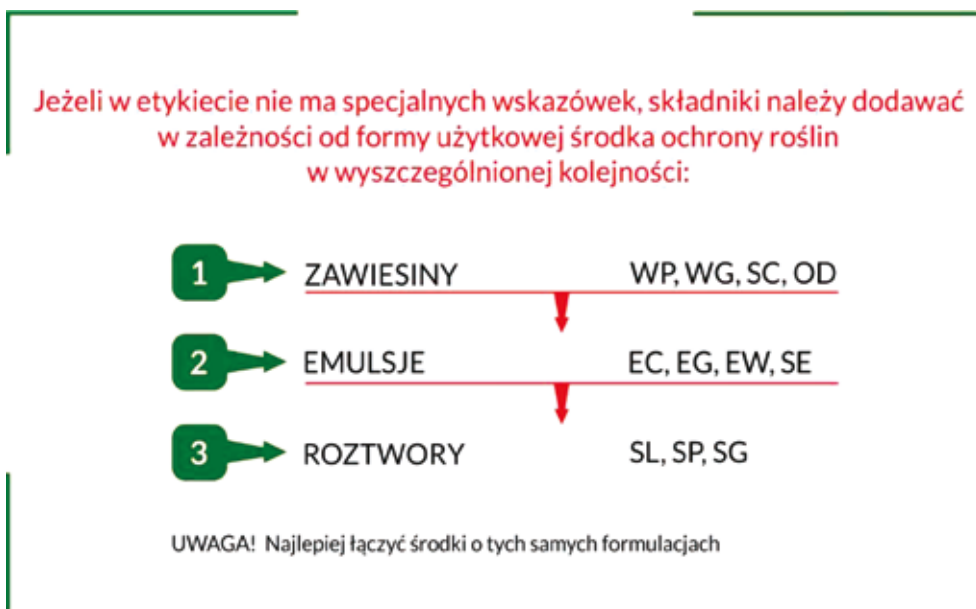 Jeżeli w etykiecie nie ma specjalnych wskazówek, składniki należy dodawać
w zależności od formy użytkowej środka ochrony roślin
w wyszczególnionej kolejności:
1 ZAWIESINY WP, WG, SC, OD
2 EMULSJE EC, EG, EW, SE
3 ROZTWORY SL, SP, SG
UWAGA! Najlepiej łączyć środki o tych samych formulacjach